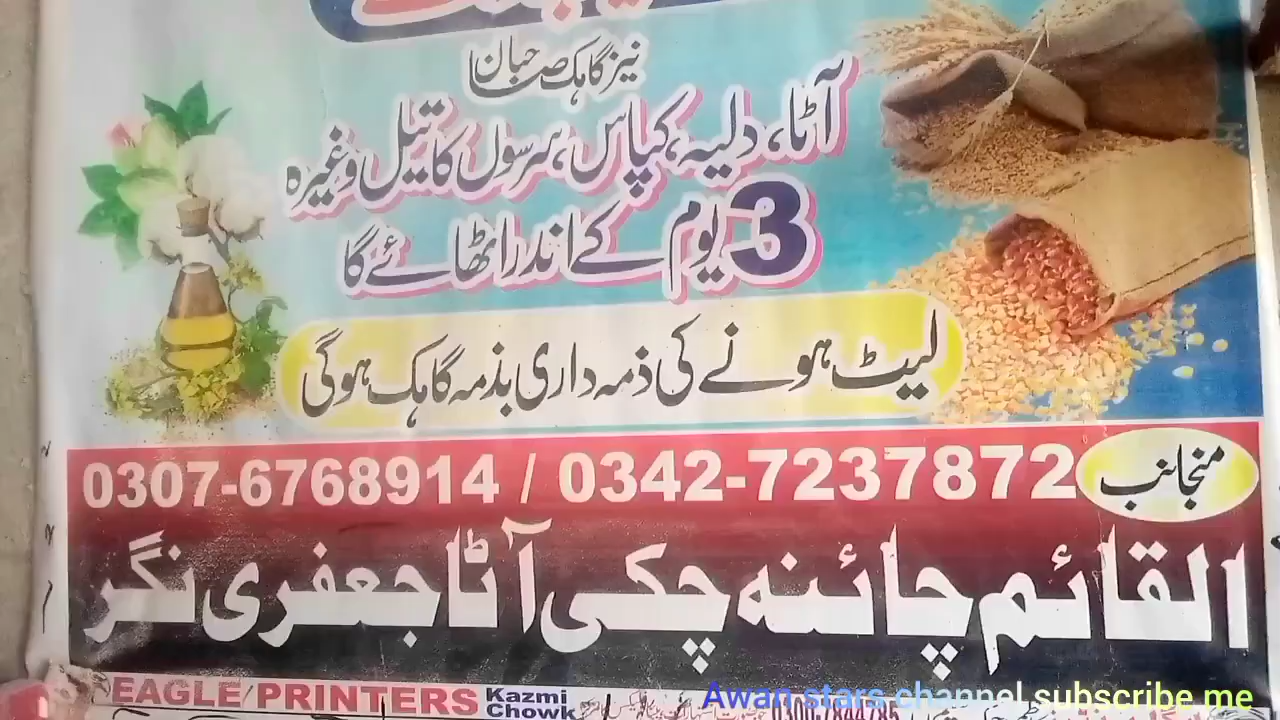 نیز گاہک صاحبان
آٹا، دلیہ، کپاس، سرسوں کا تیل وغیرہ
3 یوم کے اندر اٹھائے گا
لیٹ ہونے کی ذمہ داری بذمہ گاہک ہوگی
منجانب 0307-6768914 / 0342-7237872
القائم چائنہ چکی آٹا جعفری نگر
EAGLE PRINTERS Kazmi Chowk 0300-7844785
Awan stars channel subscribe me